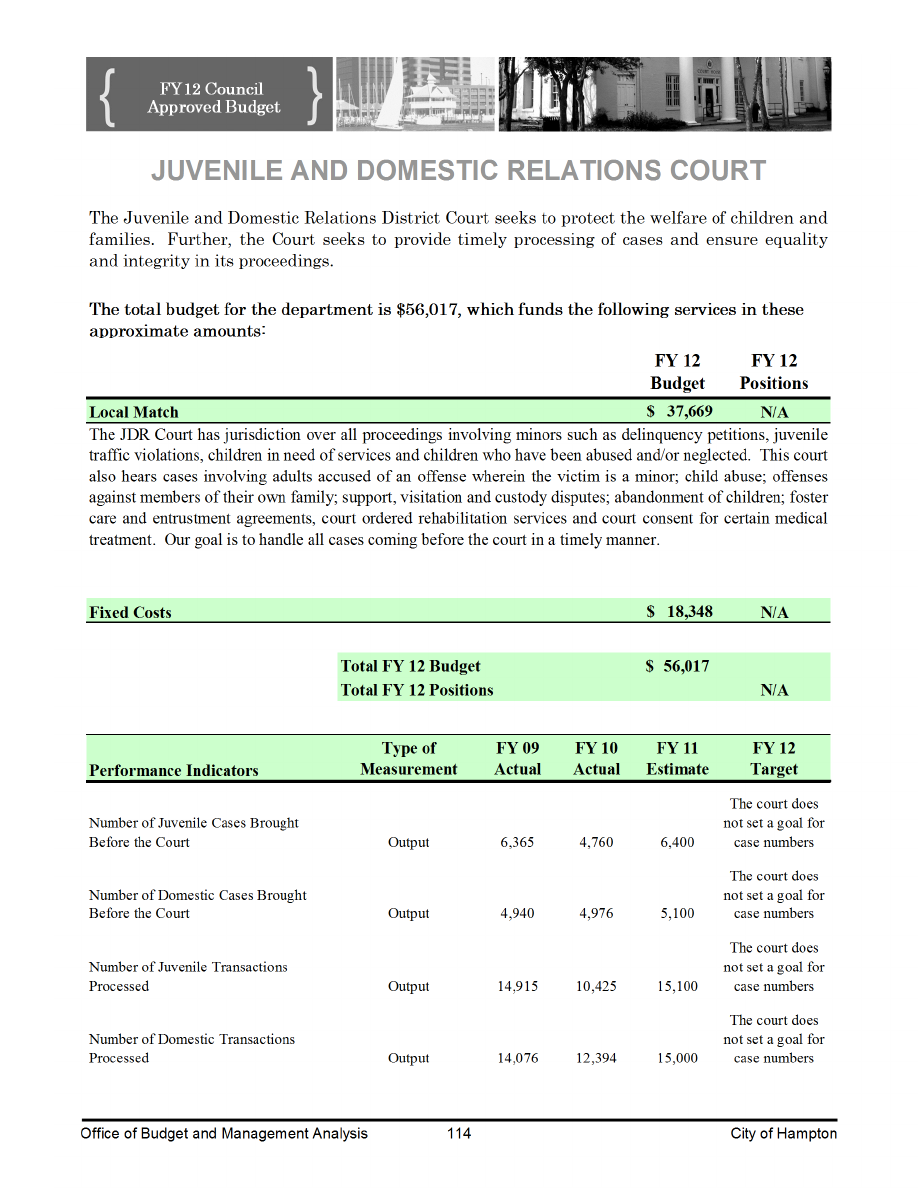 FY12 Council
Approved Budget
COURT HOUSE
JUVENILE AND DOMESTIC RELATIONS COURT
The Juvenile and Domestic Relations District Court seeks to protect the welfare of children and
families. Further, the Court seeks to provide timely processing of cases and ensure equality
and integrity in its proceedings.
The total budget for the department is $56,017, which funds the following services in these
approximate amounts:
FY 12 FY 12
Budget Positions
Local Match $ 37,669 N/A
The JDR Court has jurisdiction over all proceedings involving minors such as delinquency petitions, juvenile
traffic violations, children in need of services and children who have been abused and/or neglected. This court
also hears cases involving adults accused of an offense wherein the victim is a minor; child abuse; offenses
against members of their own family; support, visitation and custody disputes; abandonment of children; foster
care and entrustment agreements, court ordered rehabilitation services and court consent for certain medical
treatment. Our goal is to handle all cases coming before the court in a timely manner.
Fixed Costs $ 18,348 N/A
Total FY 12 Budget $ 56,017
Total FY 12 Positions N/A
Type of FY 09 FY 10 FY 11 FY 12
Performance Indicators Measurement Actual Actual Estimate Target
The court does
Number of Juvenile Cases Brought not set a goal for
Before the Court Output 6,365 4,760 6,400 case numbers
The court does
Number of Domestic Cases Brought not set a goal for
Before the Court Output 4,940 4,976 5,100 case numbers
The court does
Number of Juvenile Transactions not set a goal for
Processed Output 14,915 10,425 15,100 case numbers
The court does
Number of Domestic Transactions not set a goal for
Processed Output 14,076 12,394 15,000 case numbers
Office of Budget and Management Analysis 114 City of Hampton